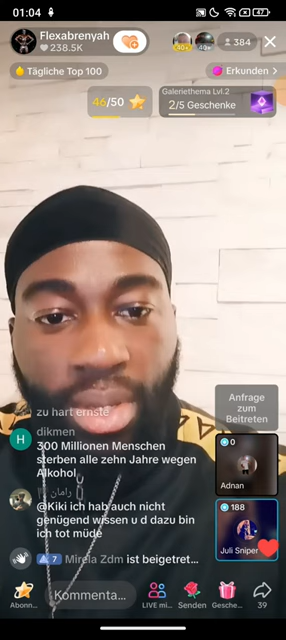 01:04
47
Flexabrenyah
238.5K
40+
40+
384
Tägliche Top 100
Erkunden >
46/50
Galeriethema Lvl.2
2/5 Geschenke
Anfrage
zum
Beitreten
zu hart ernste
H
dikmen
300 Millionen Menschen
sterben alle zehn Jahre wegen
Alkohol
0
Adnan
رامان
@Kiki ich hab auch nicht
genügend wissen u d dazu bin
ich tot müde
188
Juli Sniper
7 Mirela Zdm ist beigetret...
Abonn...
Kommenta...
LIVE mi...
Senden
Gesche...
39